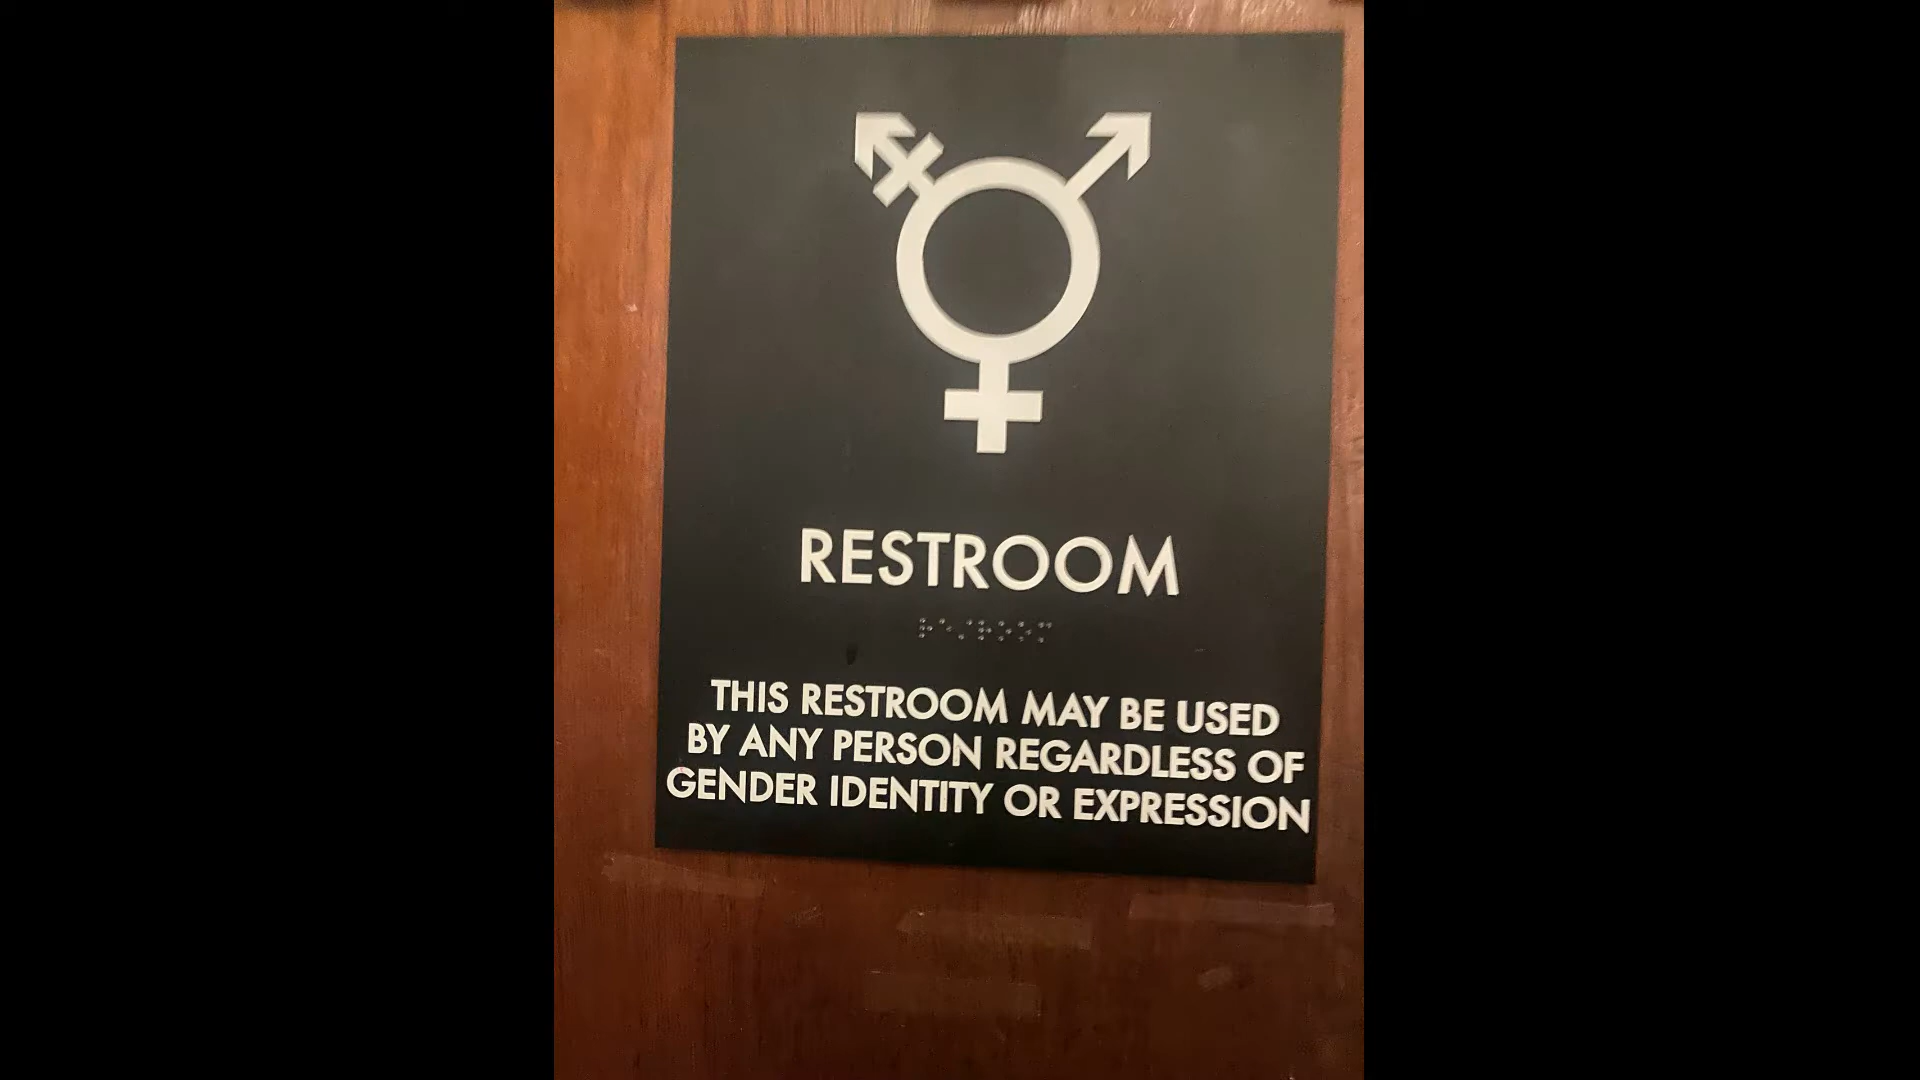 RESTROOM
THIS RESTROOM MAY BE USED
BY ANY PERSON REGARDLESS OF
GENDER IDENTITY OR EXPRESSION